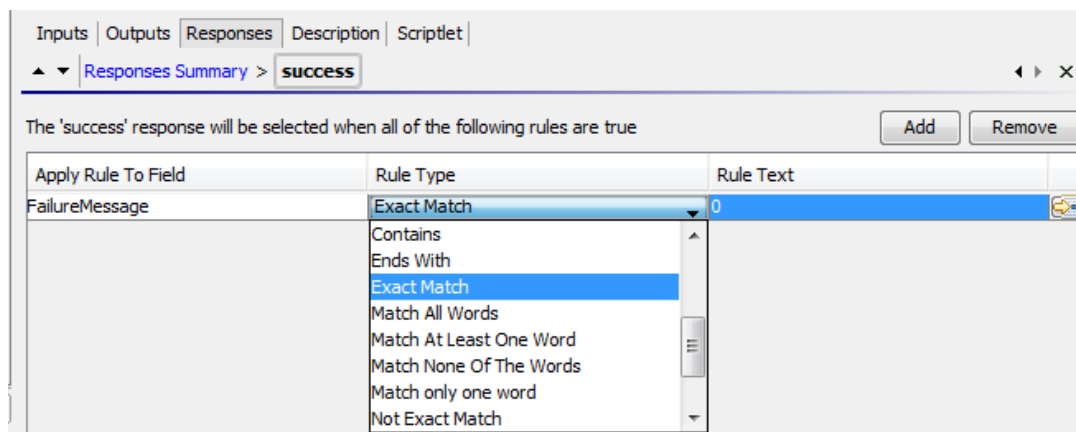 Inputs Outputs Responses Description Scriptlet
Responses Summary > success
The 'success' response will be selected when all of the following rules are true Add Remove
Apply Rule To Field Rule Type Rule Text
FailureMessage Exact Match 0
Contains
Ends With
Exact Match
Match All Words
Match At Least One Word
Match None Of The Words
Match only one word
Not Exact Match